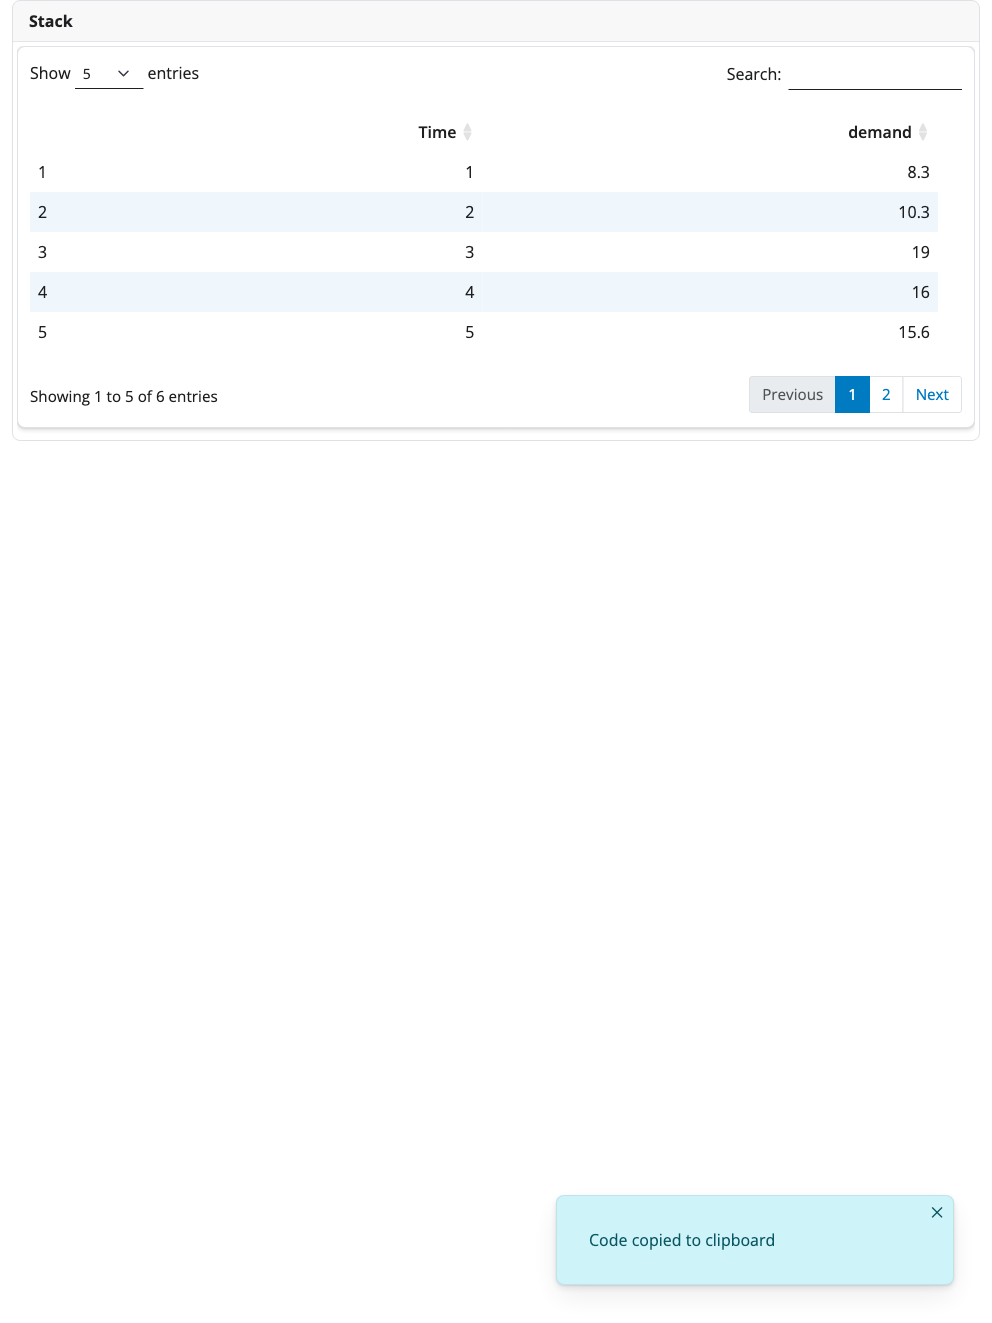 Stack
Show 5 entries Search:
Time demand
1 1 8.3
2 2 10.3
3 3 19
4 4 16
5 5 15.6
Showing 1 to 5 of 6 entries Previous 1 2 Next
Code copied to clipboard